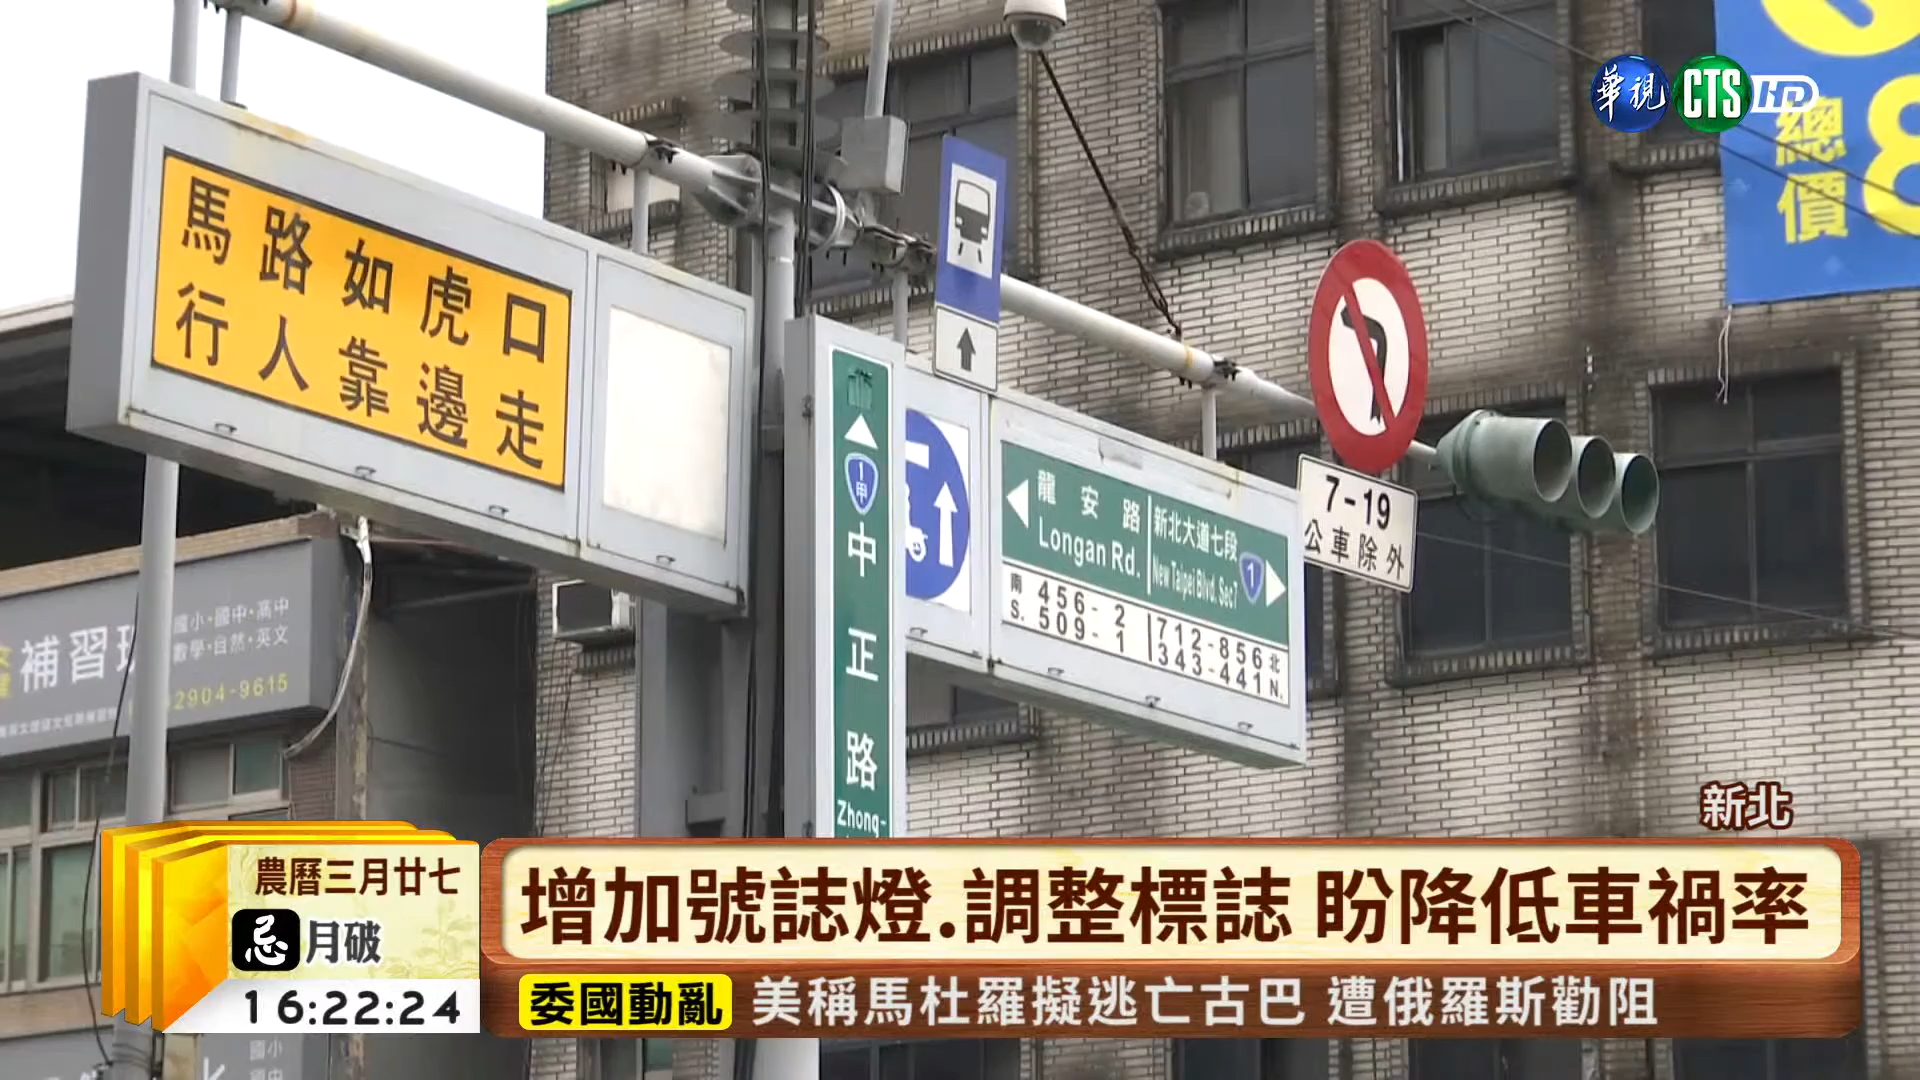 華視 CTS HD
總價
8
馬路如虎口
行人靠邊走
1甲
中正路
Zhong-
龍安路
Longan Rd.
新北大道七段
New Taipei Blvd. Sec7
1
南 456- 2
S. 509- 1
712-856 北
343-441 N.
7-19
公車除外
補習班
國小·國中·高中
數學·自然·英文
2904-9615
國小
新北
農曆三月廿七
忌 月破
16:22:24
增加號誌燈.調整標誌 盼降低車禍率
委國動亂
美稱馬杜羅擬逃亡古巴 遭俄羅斯勸阻